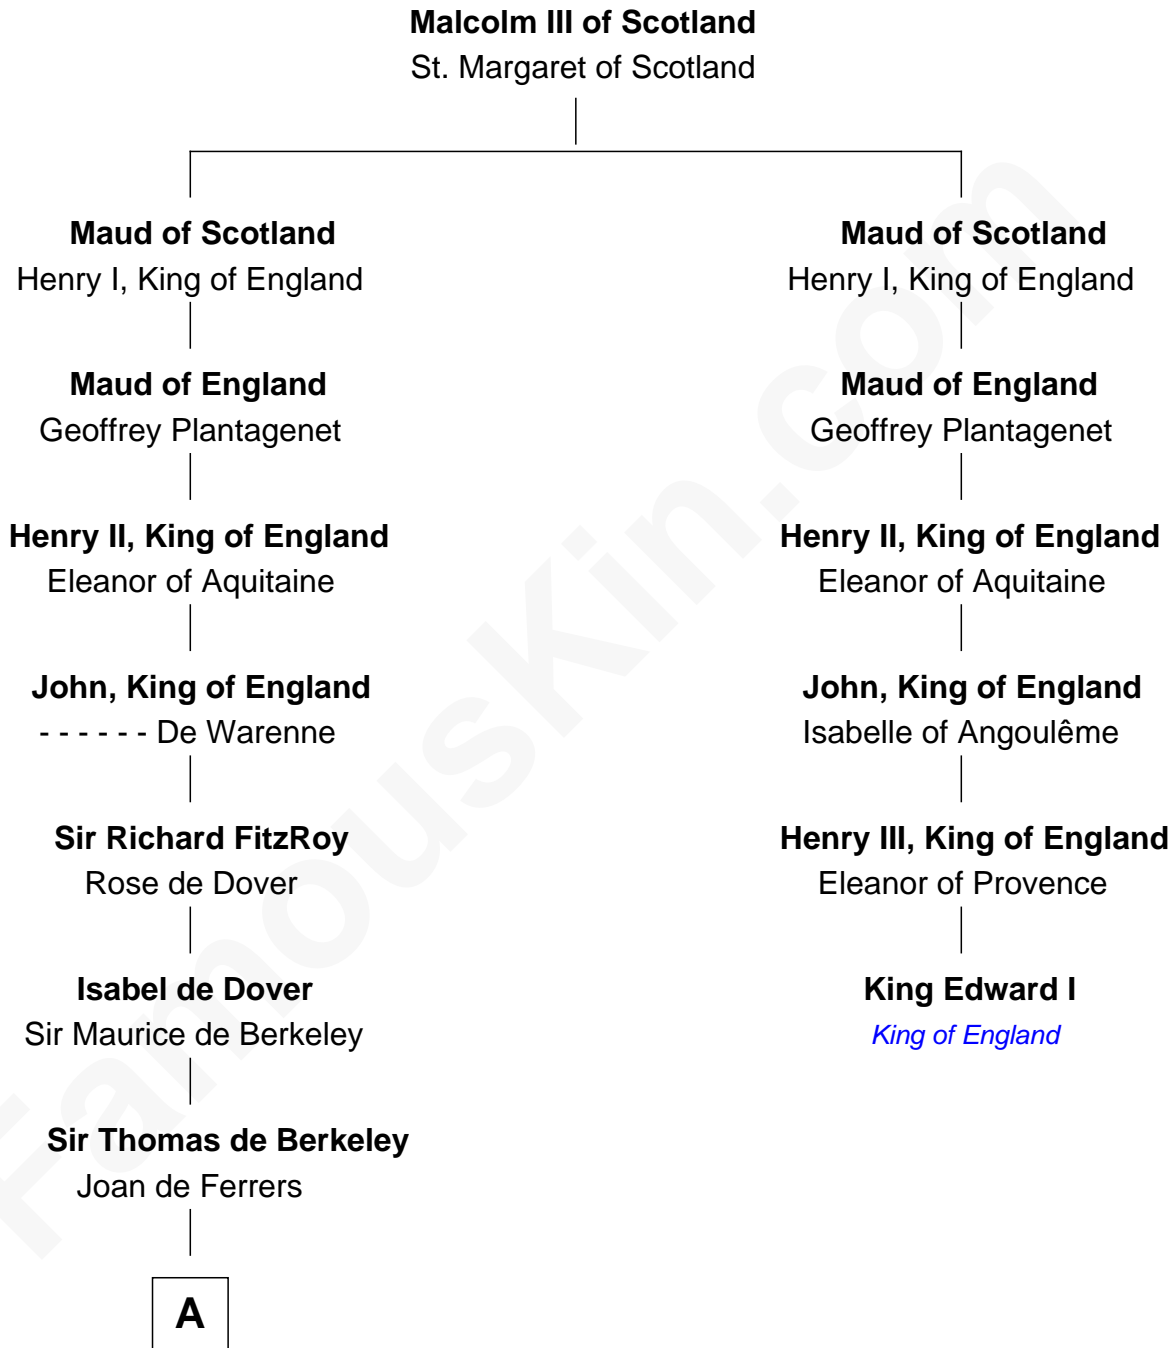 Malcolm III of Scotland
St. Margaret of Scotland
Maud of Scotland
Henry I, King of England
Maud of England
Geoffrey Plantagenet
Henry II, King of England
Eleanor of Aquitaine
John, King of England
- - - - - - De Warenne
Sir Richard FitzRoy
Rose de Dover
Isabel de Dover
Sir Maurice de Berkeley
Sir Thomas de Berkeley
Joan de Ferrers
A
Maud of Scotland
Henry I, King of England
Maud of England
Geoffrey Plantagenet
Henry II, King of England
Eleanor of Aquitaine
John, King of England
Isabelle of Angoulême
Henry III, King of England
Eleanor of Provence
King Edward I
King of England
FamousKin.com